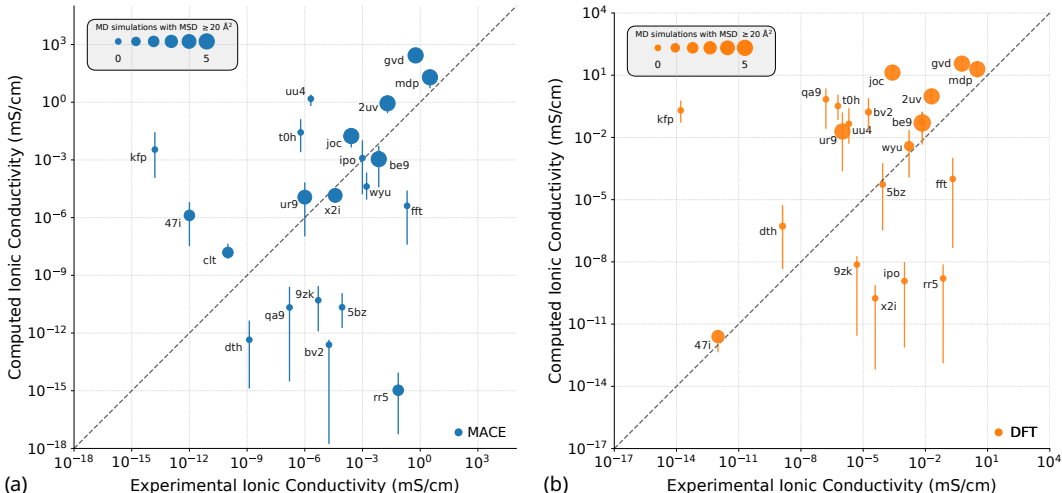 MD simulations with MSD ≥20 Å²
0 5
Computed Ionic Conductivity (mS/cm)
10³
10⁰
10⁻³
10⁻⁶
10⁻⁹
10⁻¹²
10⁻¹⁵
10⁻¹⁸
gvd
mdp
uu4
2uv
t0h
joc
kfp
ipo
be9
wyu
ur9
x2i
fft
47i
clt
9zk
qa9
5bz
dth
bv2
rr5
MACE
10⁻¹⁸ 10⁻¹⁵ 10⁻¹² 10⁻⁹ 10⁻⁶ 10⁻³ 10⁰ 10³
Experimental Ionic Conductivity (mS/cm)
(a)
MD simulations with MSD ≥20 Å²
0 5
Computed Ionic Conductivity (mS/cm)
10⁴
10¹
10⁻²
10⁻⁵
10⁻⁸
10⁻¹¹
10⁻¹⁴
10⁻¹⁷
gvd
joc
mdp
qa9
t0h
2uv
bv2
kfp
be9
ur9
uu4
wyu
5bz
fft
dth
9zk
ipo
rr5
x2i
47i
DFT
10⁻¹⁷ 10⁻¹⁴ 10⁻¹¹ 10⁻⁸ 10⁻⁵ 10⁻² 10¹ 10⁴
Experimental Ionic Conductivity (mS/cm)
(b)